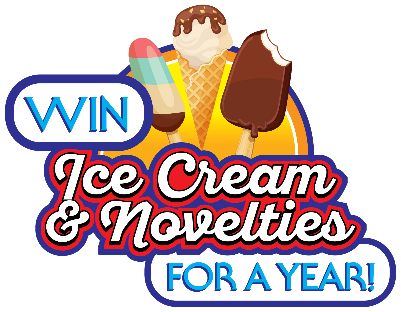 WIN
Ice Cream
& Novelties
FOR A YEAR!